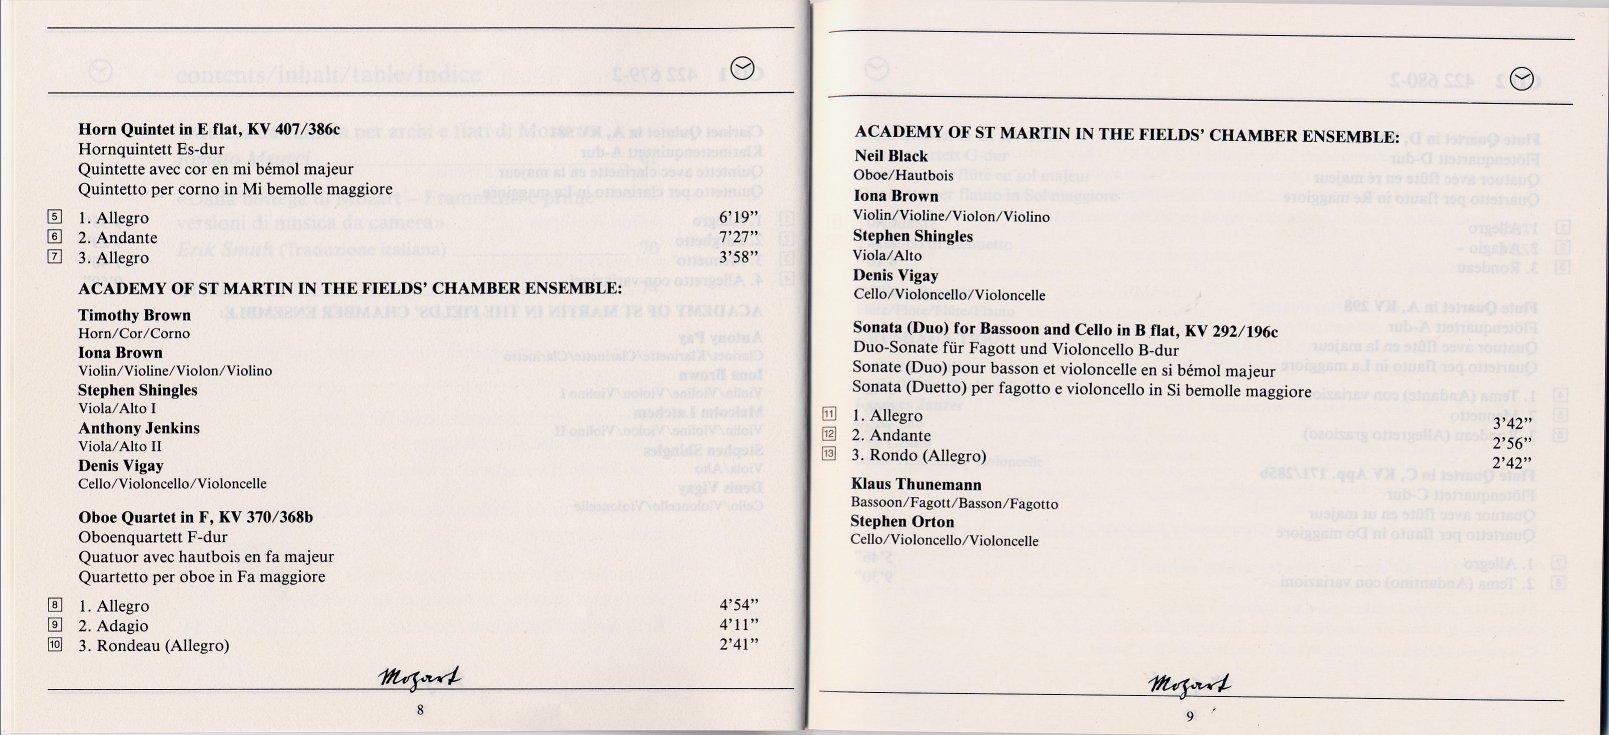 Horn Quintet in E flat, KV 407/386c
Hornquintett Es-dur
Quintette avec cor en mi bémol majeur
Quintetto per corno in Mi bemolle maggiore
5 1. Allegro 6’19”
6 2. Andante 7’27”
7 3. Allegro 3’58”
ACADEMY OF ST MARTIN IN THE FIELDS’ CHAMBER ENSEMBLE:
Timothy Brown
Horn/Cor/Corno
Iona Brown
Violin/Violine/Violon/Violino
Stephen Shingles
Viola/Alto I
Anthony Jenkins
Viola/Alto II
Denis Vigay
Cello/Violoncello/Violoncelle
Oboe Quartet in F, KV 370/368b
Oboenquartett F-dur
Quatuor avec hautbois en fa majeur
Quartetto per oboe in Fa maggiore
8 1. Allegro 4’54”
9 2. Adagio 4’11”
10 3. Rondeau (Allegro) 2’41”
Mozart
8
ACADEMY OF ST MARTIN IN THE FIELDS’ CHAMBER ENSEMBLE:
Neil Black
Oboe/Hautbois
Iona Brown
Violin/Violine/Violon/Violino
Stephen Shingles
Viola/Alto
Denis Vigay
Cello/Violoncello/Violoncelle
Sonata (Duo) for Bassoon and Cello in B flat, KV 292/196c
Duo-Sonate für Fagott und Violoncello B-dur
Sonate (Duo) pour basson et violoncelle en si bémol majeur
Sonata (Duetto) per fagotto e violoncello in Si bemolle maggiore
11 1. Allegro 3’42”
12 2. Andante 2’56”
13 3. Rondo (Allegro) 2’42”
Klaus Thunemann
Bassoon/Fagott/Basson/Fagotto
Stephen Orton
Cello/Violoncello/Violoncelle
Mozart
9